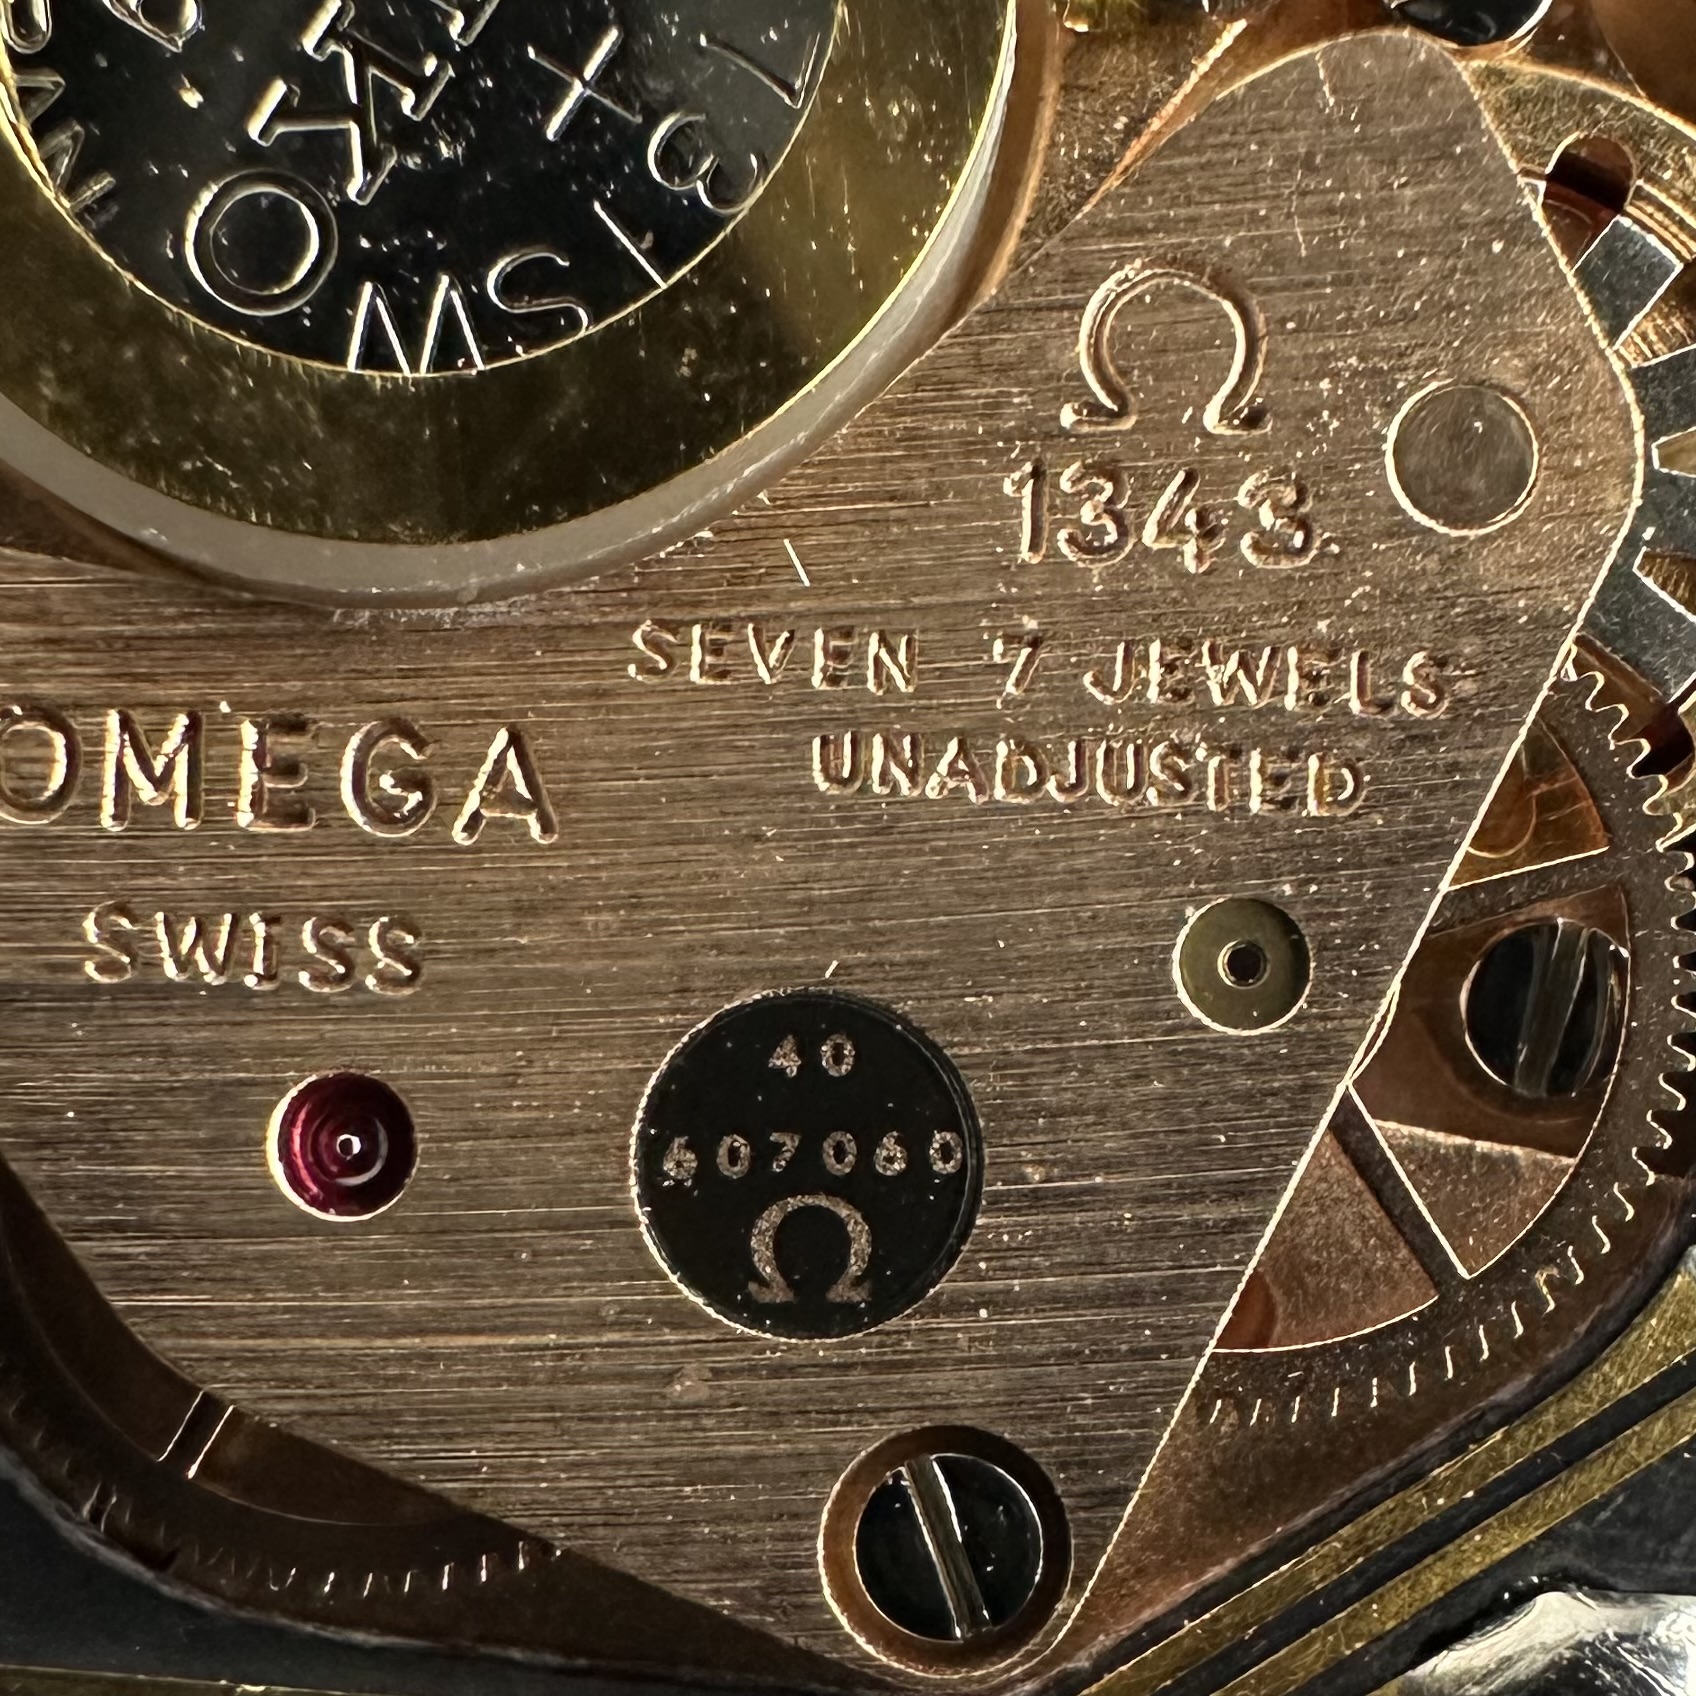 Ω
1343
SEVEN 7 JEWELS
UNADJUSTED
OMEGA
SWISS
40
607060
Ω